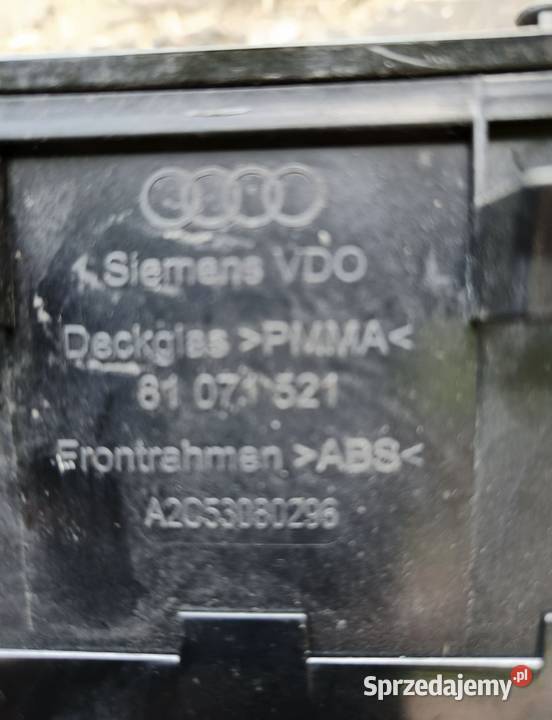 Siemens VDO
Deckglas >PMMA<
81 071 521
Frontrahmen >ABS<
A2C53080296
Sprzedajemy.pl